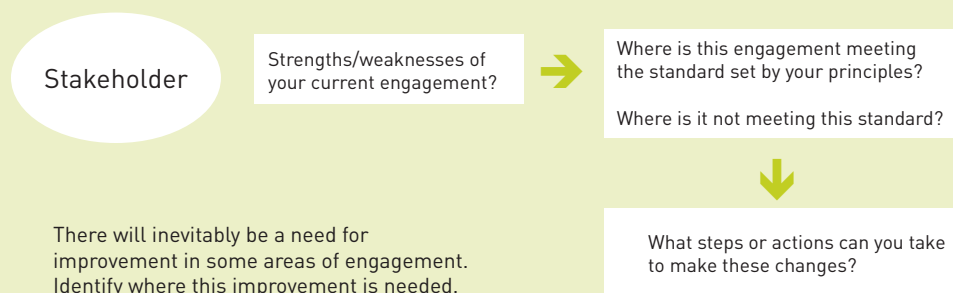 Stakeholder
Strengths/weaknesses of
your current engagement?
Where is this engagement meeting
the standard set by your principles?
Where is it not meeting this standard?
There will inevitably be a need for
improvement in some areas of engagement.
Identify where this improvement is needed.
What steps or actions can you take
to make these changes?